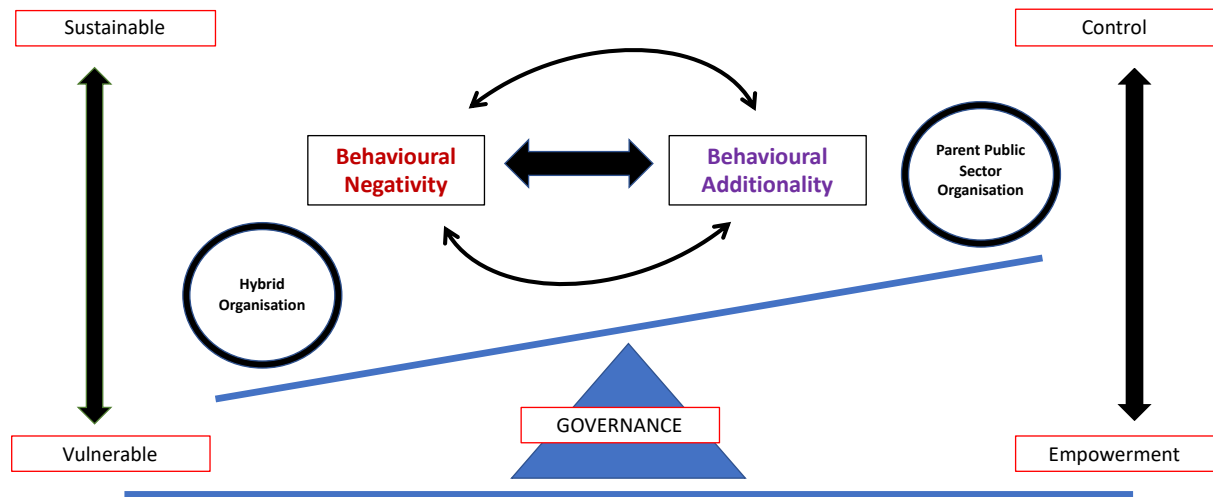 Sustainable
Control
Behavioural
Negativity
Behavioural
Additionality
Parent Public
Sector
Organisation
Hybrid
Organisation
GOVERNANCE
Vulnerable
Empowerment